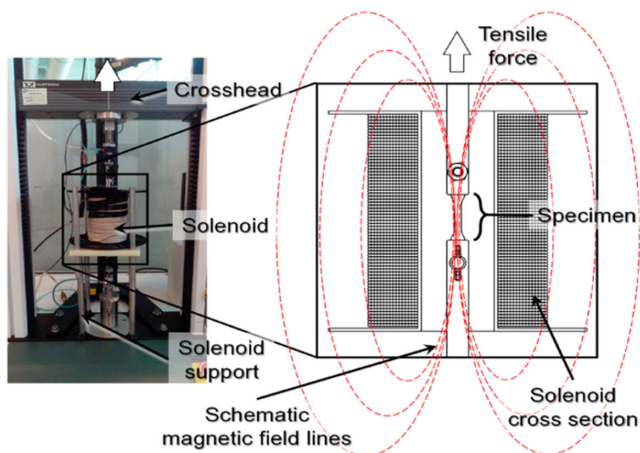 Crosshead
Solenoid
Solenoid
support
Tensile
force
Specimen
Solenoid
cross section
Schematic
magnetic field lines